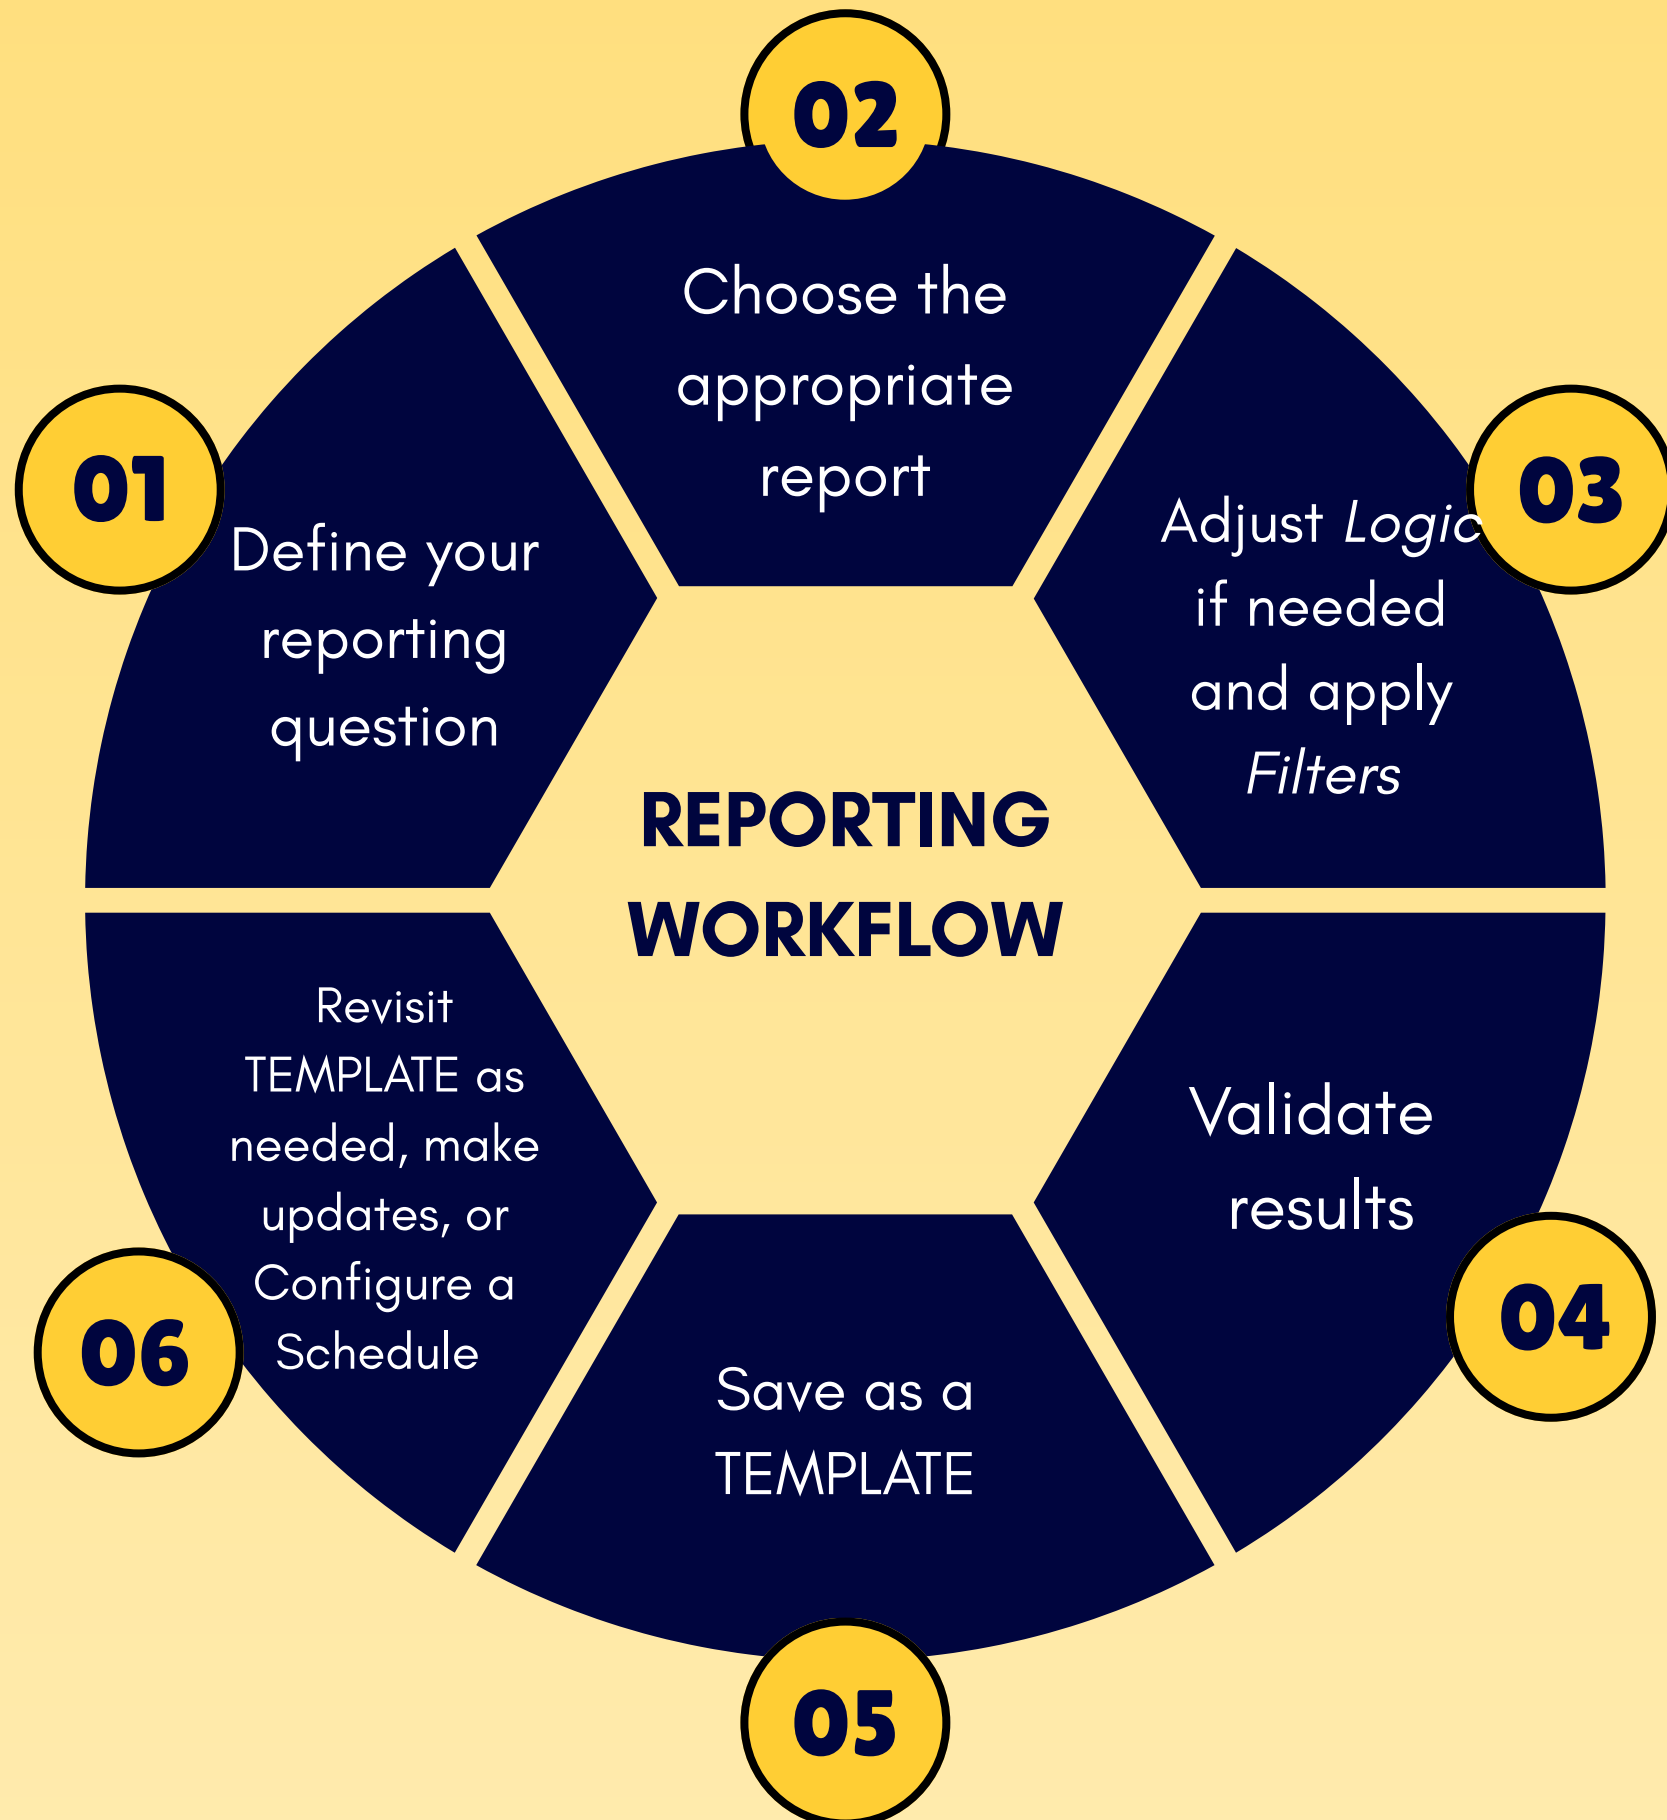 01
Define your
reporting
question
02
Choose the
appropriate
report
03
Adjust Logic
if needed
and apply
Filters
REPORTING
WORKFLOW
04
Validate
results
05
Save as a
TEMPLATE
06
Revisit
TEMPLATE as
needed, make
updates, or
Configure a
Schedule